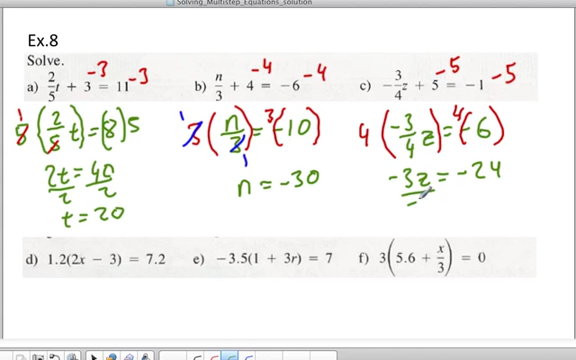 Solving_Multistep_Equations_solution
Ex.8
Solve.
a) 2/5 t + 3 = 11 -3 -3
b) n/3 + 4 = -6 -4 -4
c) -3/4 z + 5 = -1 -5 -5
5(2/5 t) = (8)5
2t = 40
2 2
t = 20
3(n/3) = 3(-10)
n = -30
4(-3/4 z) = 4(-6)
-3z = -24
d) 1.2(2x − 3) = 7.2
e) −3.5(1 + 3r) = 7
f) 3(5.6 + x/3) = 0